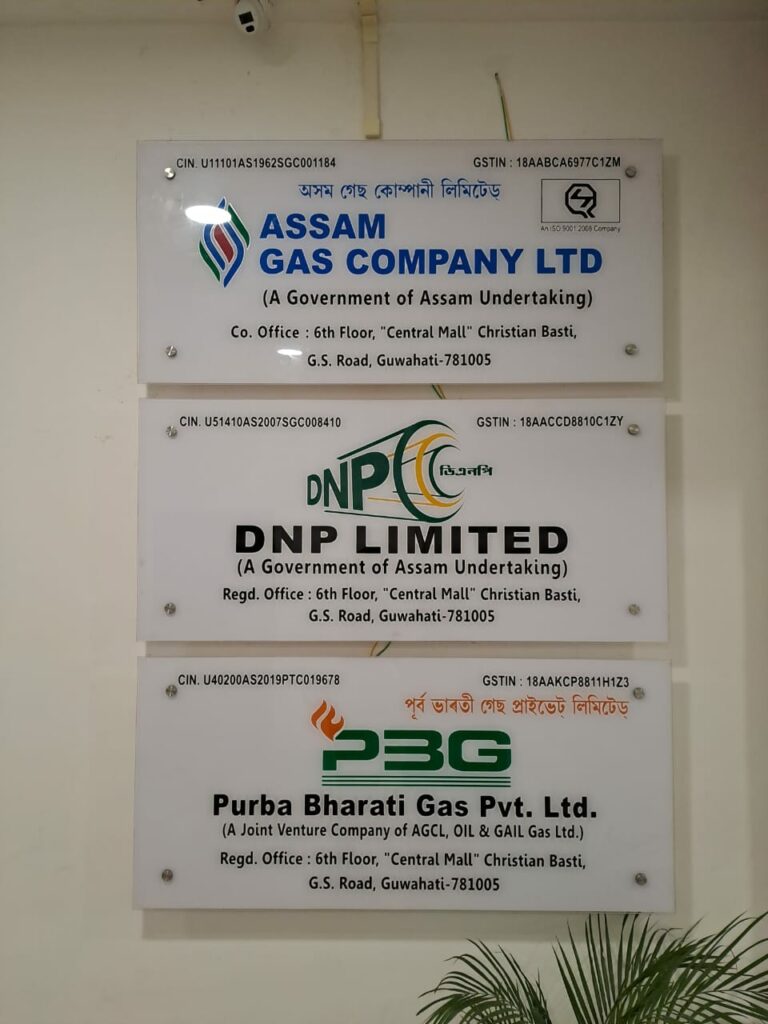 CIN. U11101AS1962SGC001184 GSTIN : 18AABCA6977C1ZM
অসম গেছ কোম্পানী লিমিটেড্
An ISO 9001:2008 Company
ASSAM
GAS COMPANY LTD
(A Government of Assam Undertaking)
Co. Office : 6th Floor, "Central Mall" Christian Basti,
G.S. Road, Guwahati-781005
CIN. U51410AS2007SGC008410 GSTIN : 18AACCD8810C1ZY
DNP ডিএনপি
DNP LIMITED
(A Government of Assam Undertaking)
Regd. Office : 6th Floor, "Central Mall" Christian Basti,
G.S. Road, Guwahati-781005
CIN. U40200AS2019PTC019678 GSTIN : 18AAKCP8811H1Z3
পূৰ্ব ভাৰতী গেছ প্ৰাইভেট্ লিমিটেড্
PBG
Purba Bharati Gas Pvt. Ltd.
(A Joint Venture Company of AGCL, OIL & GAIL Gas Ltd.)
Regd. Office : 6th Floor, "Central Mall" Christian Basti,
G.S. Road, Guwahati-781005